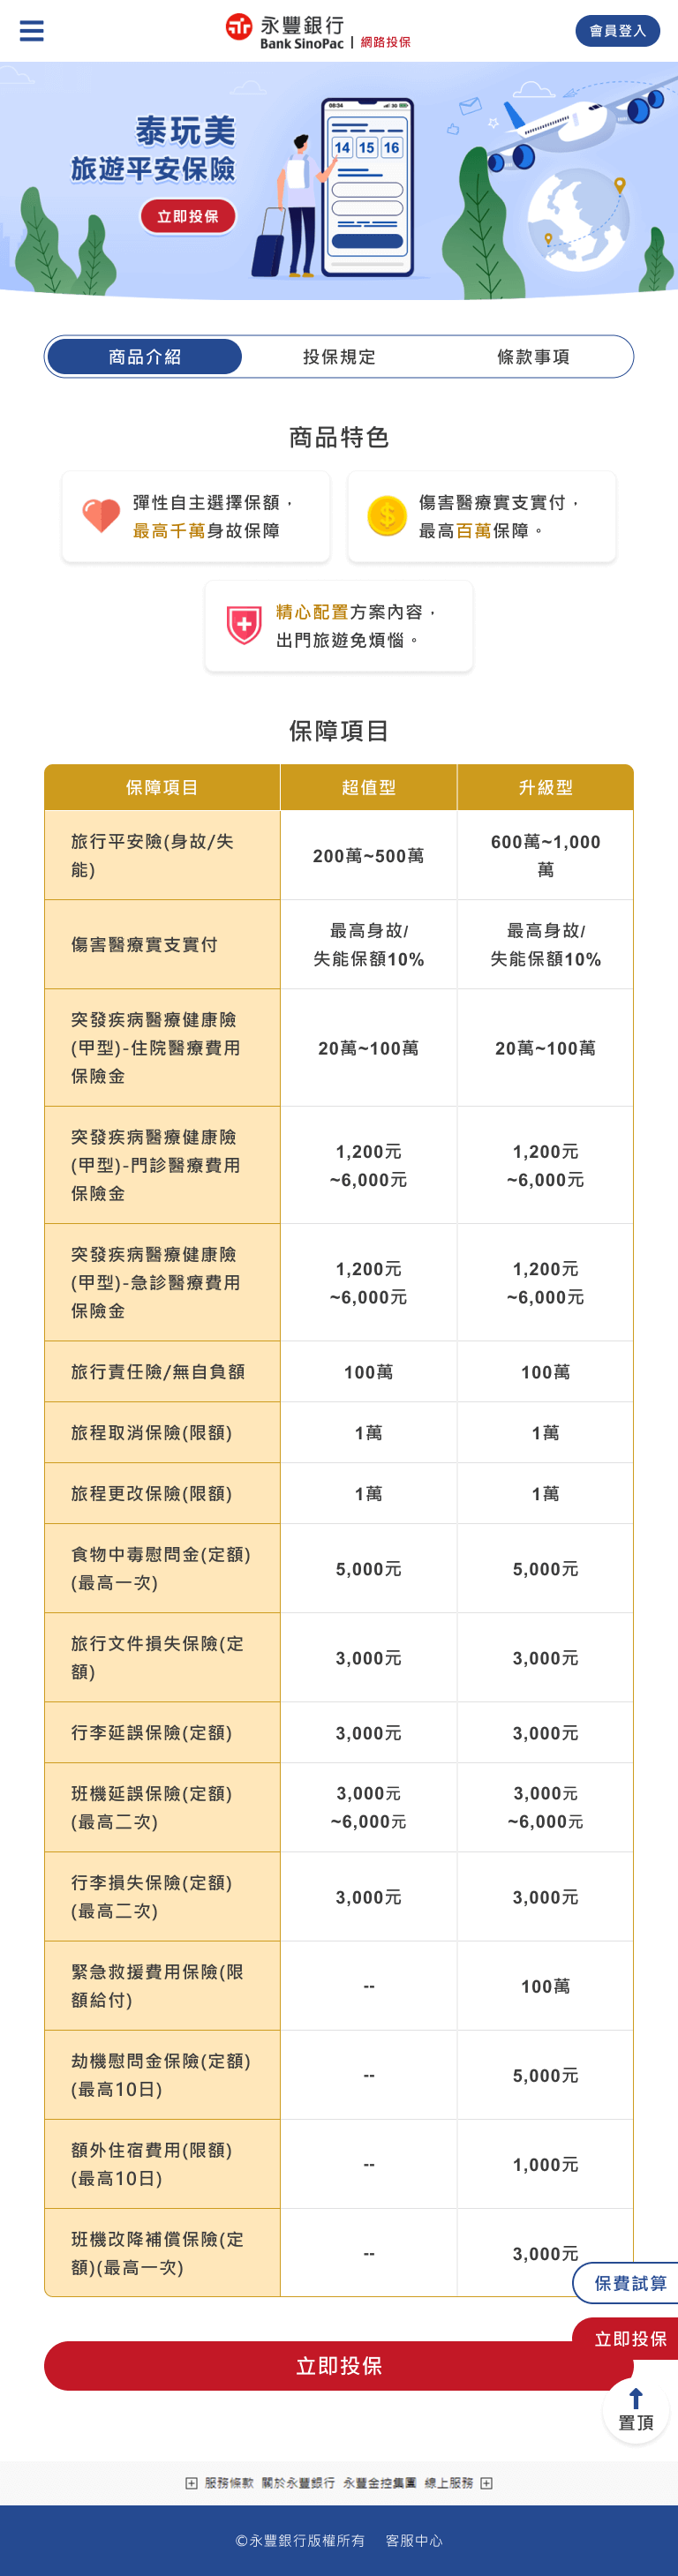 永豐銀行
Bank SinoPac | 網路投保
會員登入
泰玩美
旅遊平安保險
立即投保
09:34
14 15 16
商品介紹
投保規定
條款事項
商品特色
彈性自主選擇保額，
最高千萬身故保障
傷害醫療實支實付，
最高百萬保障。
精心配置方案內容，
出門旅遊免煩惱。
保障項目
保障項目 超值型 升級型
旅行平安險(身故/失
能)
200萬~500萬
600萬~1,000
萬
傷害醫療實支實付
最高身故/
失能保額10%
最高身故/
失能保額10%
突發疾病醫療健康險
(甲型)-住院醫療費用
保險金
20萬~100萬
20萬~100萬
突發疾病醫療健康險
(甲型)-門診醫療費用
保險金
1,200元
~6,000元
1,200元
~6,000元
突發疾病醫療健康險
(甲型)-急診醫療費用
保險金
1,200元
~6,000元
1,200元
~6,000元
旅行責任險/無自負額 100萬 100萬
旅程取消保險(限額) 1萬 1萬
旅程更改保險(限額) 1萬 1萬
食物中毒慰問金(定額)
(最高一次)
5,000元
5,000元
旅行文件損失保險(定
額)
3,000元
3,000元
行李延誤保險(定額) 3,000元 3,000元
班機延誤保險(定額)
(最高二次)
3,000元
~6,000元
3,000元
~6,000元
行李損失保險(定額)
(最高二次)
3,000元
3,000元
緊急救援費用保險(限
額給付)
--
100萬
劫機慰問金保險(定額)
(最高10日)
--
5,000元
額外住宿費用(限額)
(最高10日)
--
1,000元
班機改降補償保險(定
額)(最高一次)
--
3,000元
保費試算
立即投保
立即投保
置頂
服務條款 關於永豐銀行 永豐金控集團 線上服務
©永豐銀行版權所有 客服中心